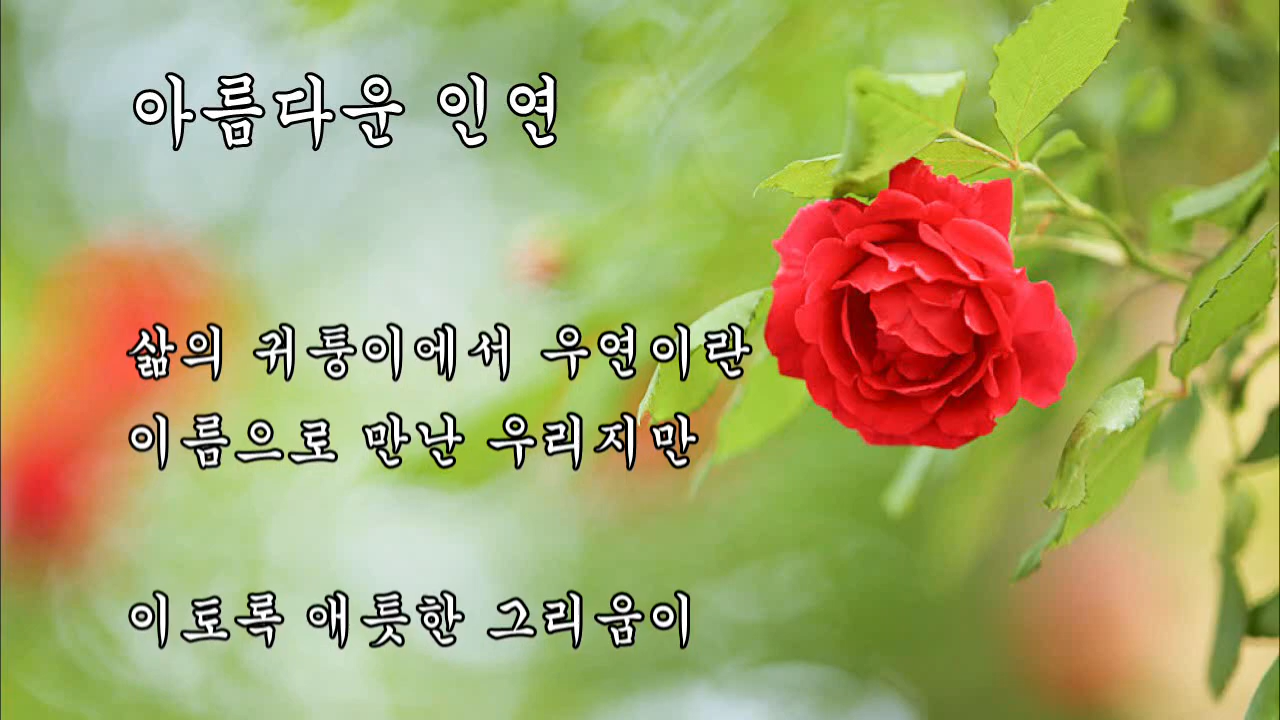 아름다운 인연
삶의 귀퉁이에서 우연이란
이름으로 만난 우리지만
이토록 애틋한 그리움이